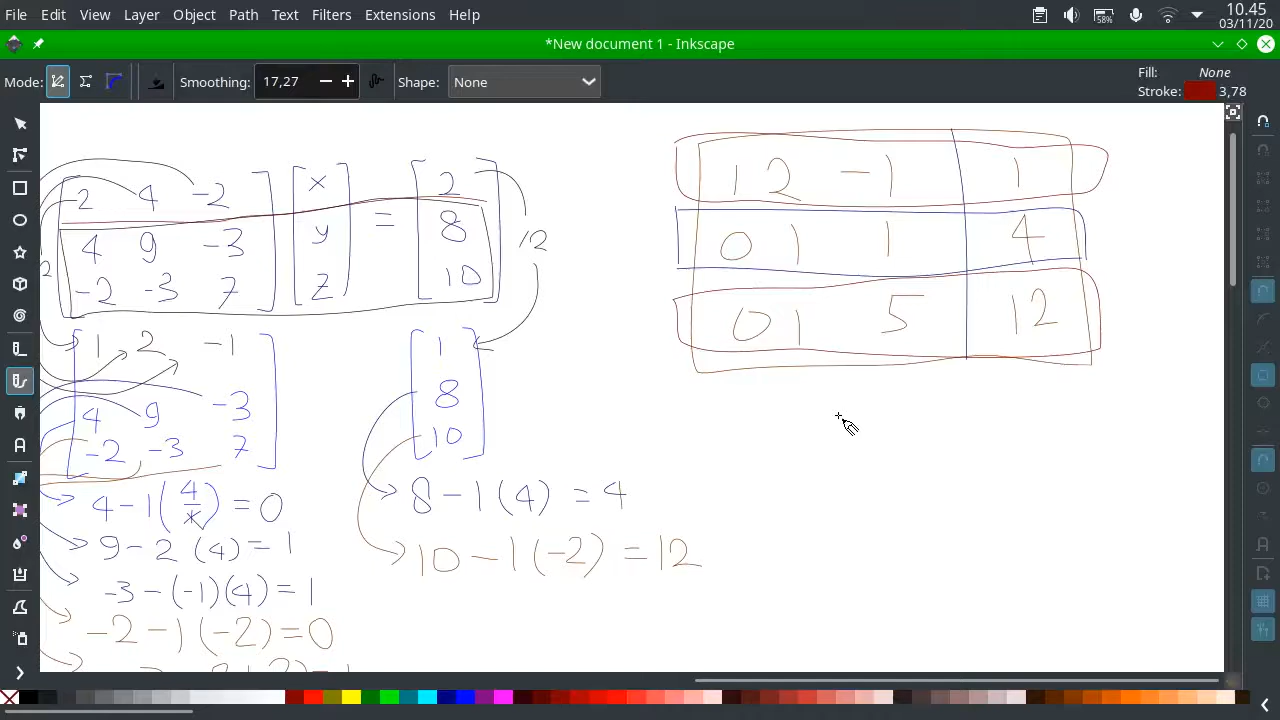 File Edit View Layer Object Path Text Filters Extensions Help
58%
10.45
03/11/20
*New document 1 - Inkscape
Mode: Smoothing: 17,27 − + Shape: None
Fill: None
Stroke: 3,78
2 4 -2 x 2
4 9 -3 y = 8
-2 -3 7 z 10
12
2
1 2 -1 1
4 9 -3 8
-2 -3 7 10
4 - 1 (4/x) = 0
9 - 2 (4) = 1
-3 - (-1)(4) = 1
-2 - 1 (-2) = 0
8 - 1 (4) = 4
10 - 1 (-2) = 12
1 2 -1 1
0 1 1 4
0 1 5 12